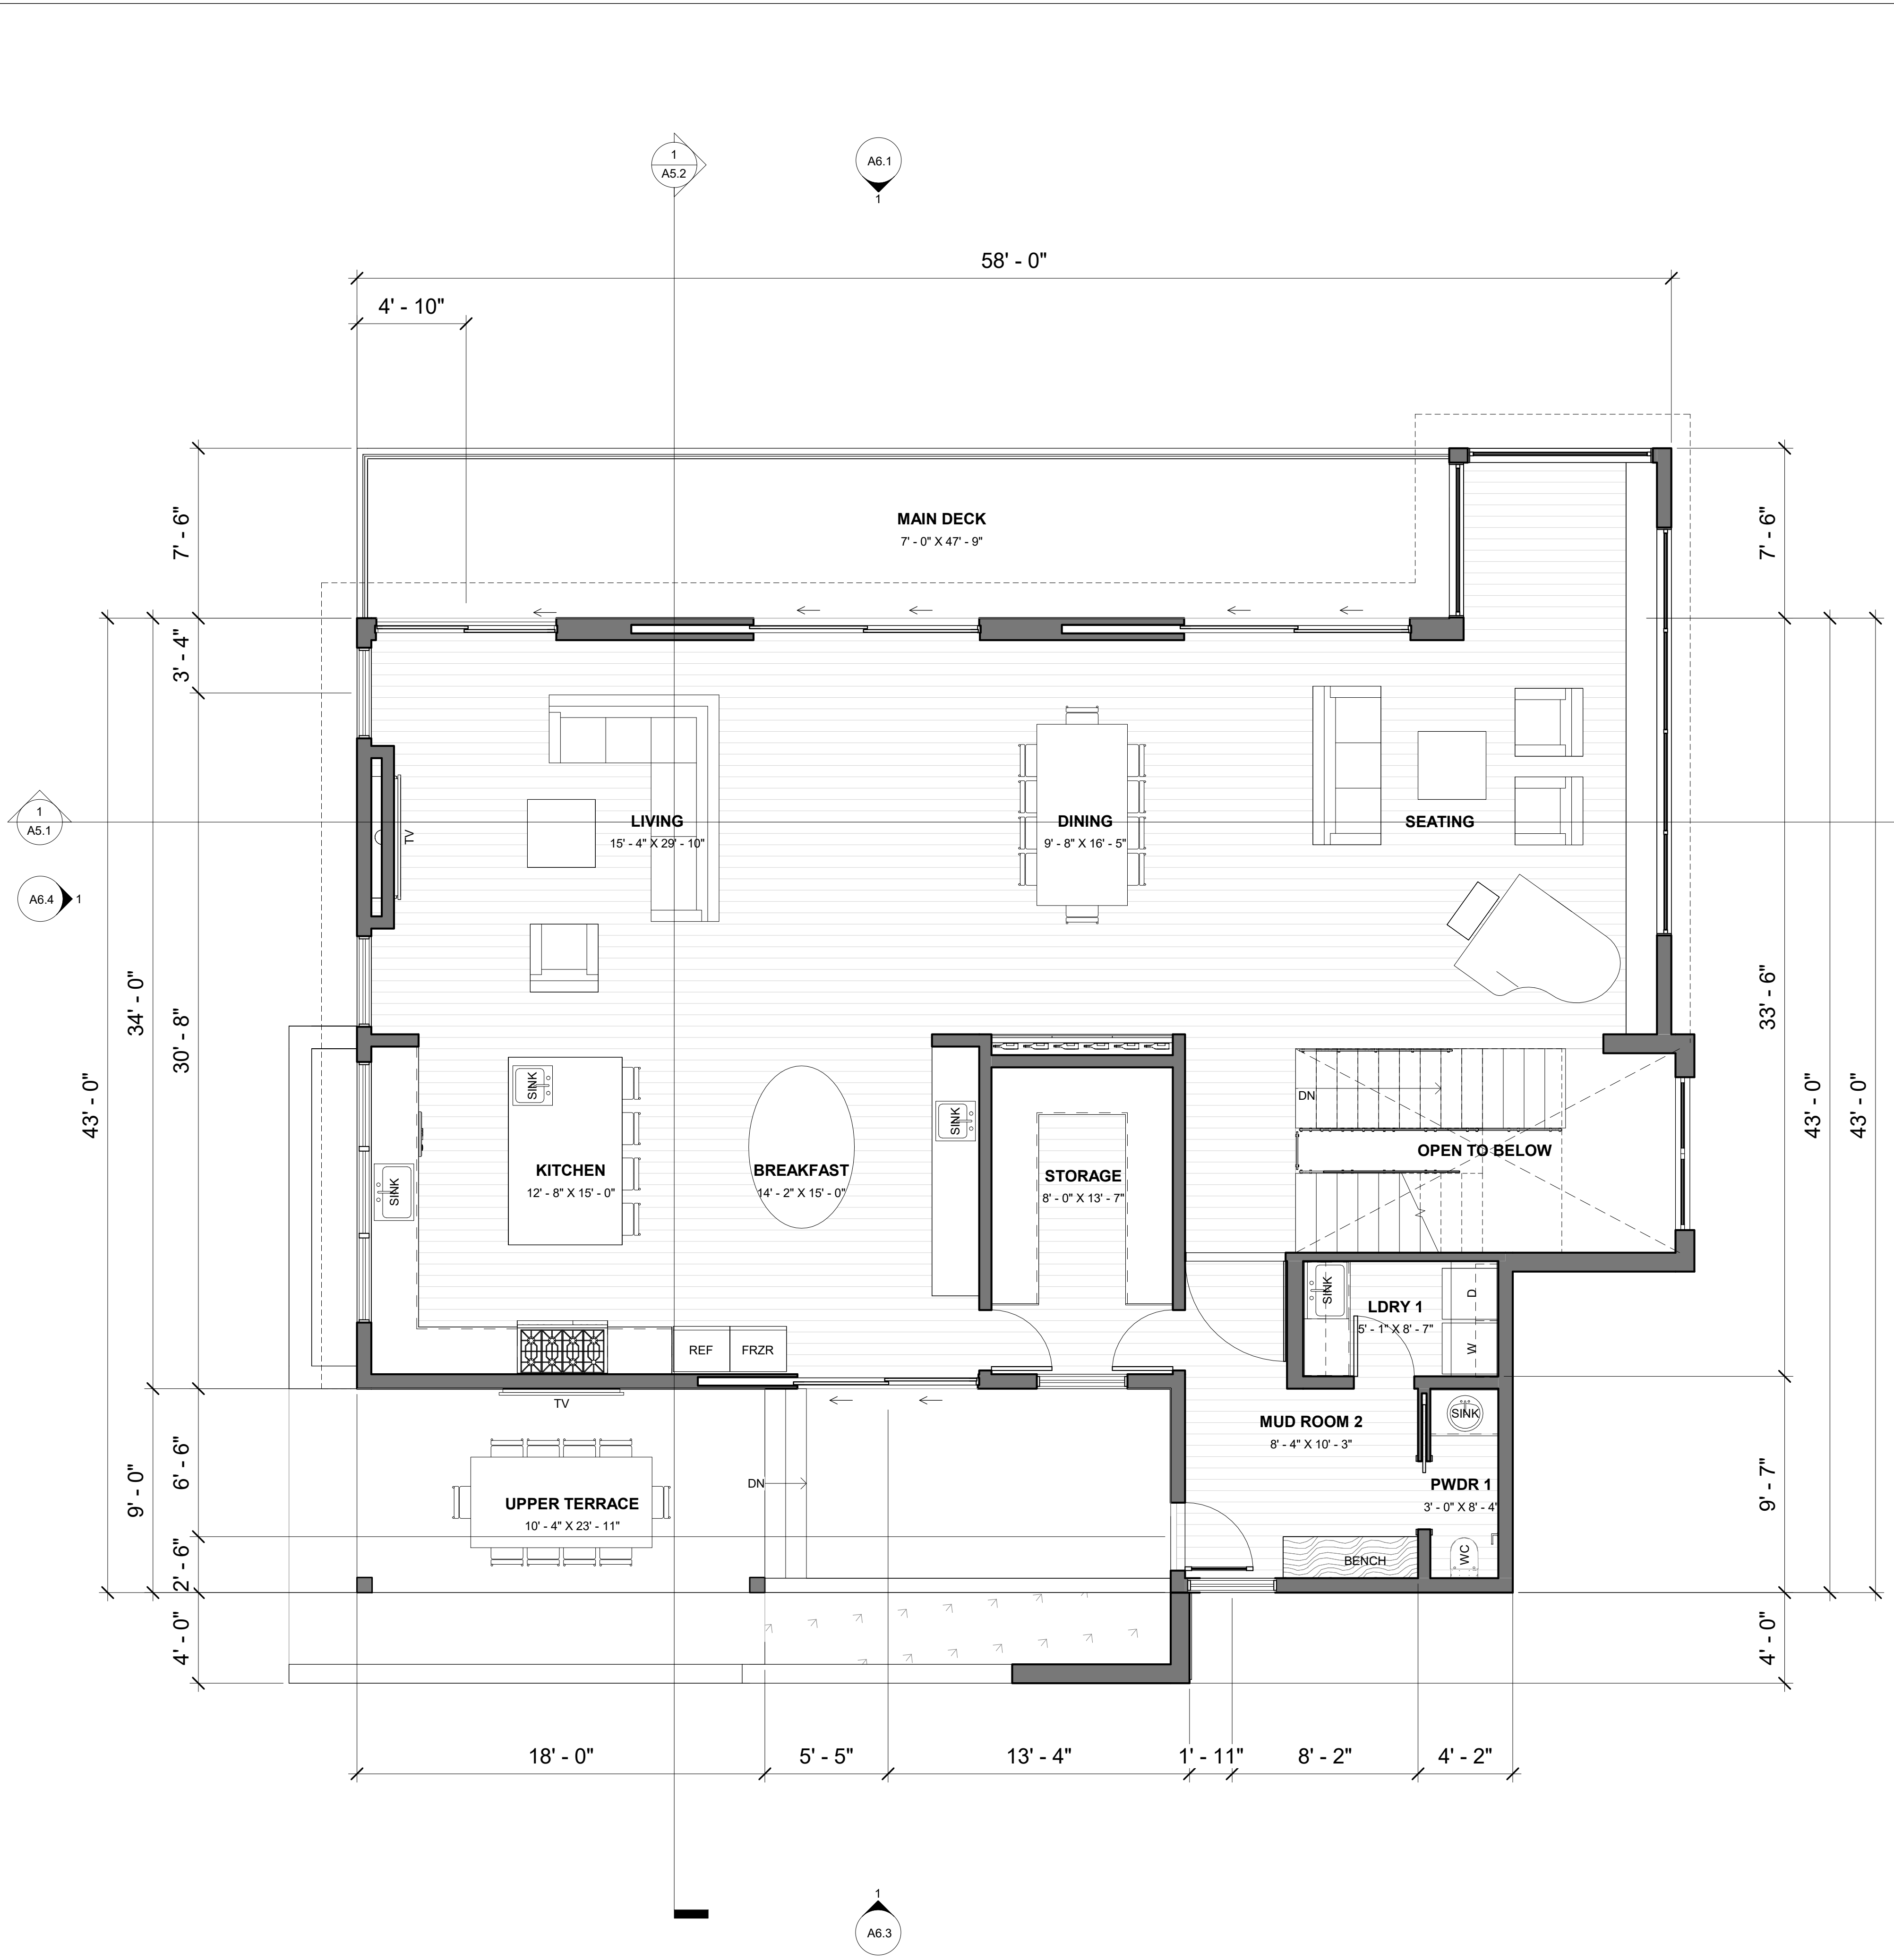 1
A5.2
A6.1
1
58' - 0"
4' - 10"
7' - 6"
MAIN DECK
7' - 0" X 47' - 9"
7' - 6"
3' - 4"
1
A5.1
A6.4
1
TV
LIVING
15' - 4" X 29' - 10"
DINING
9' - 8" X 16' - 5"
SEATING
43' - 0"
34' - 0"
30' - 8"
33' - 6"
43' - 0"
43' - 0"
SINK
SINK
SINK
KITCHEN
12' - 8" X 15' - 0"
BREAKFAST
14' - 2" X 15' - 0"
STORAGE
8' - 0" X 13' - 7"
DN
OPEN TO BELOW
REF
FRZR
SINK
LDRY 1
5' - 1" X 8' - 7"
D
W
TV
DN
UPPER TERRACE
10' - 4" X 23' - 11"
MUD ROOM 2
8' - 4" X 10' - 3"
SINK
PWDR 1
3' - 0" X 8' - 4"
BENCH
WC
9' - 0"
6' - 6"
2' - 6"
4' - 0"
9' - 7"
4' - 0"
18' - 0"
5' - 5"
13' - 4"
1' - 11"
8' - 2"
4' - 2"
1
A6.3